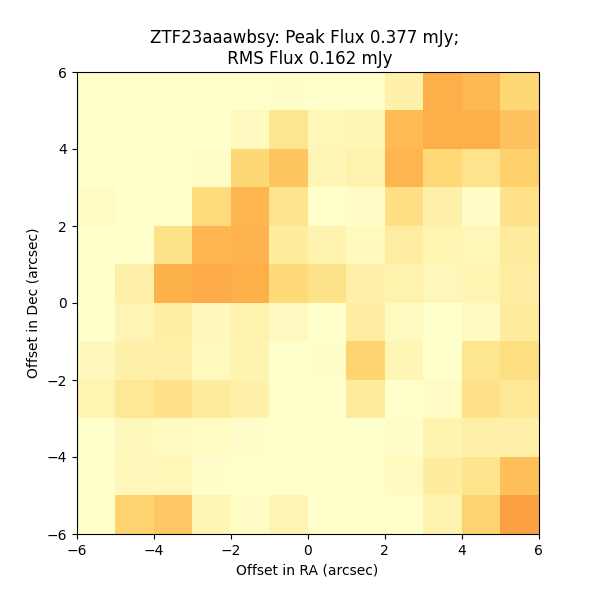 ZTF23aaawbsy: Peak Flux 0.377 mJy;
RMS Flux 0.162 mJy
6
4
2
0
−2
−4
−6
Offset in Dec (arcsec)
−6 −4 −2 0 2 4 6
Offset in RA (arcsec)